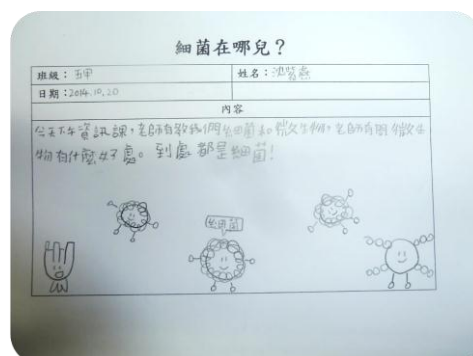 細菌在哪兒？
班級：五甲 姓名：
日期：2014.10.20
內容
今天下午資訊課，老師有教我們細菌和微生物，老師有問微生
物有什麼好處。到處都是細菌！
細菌